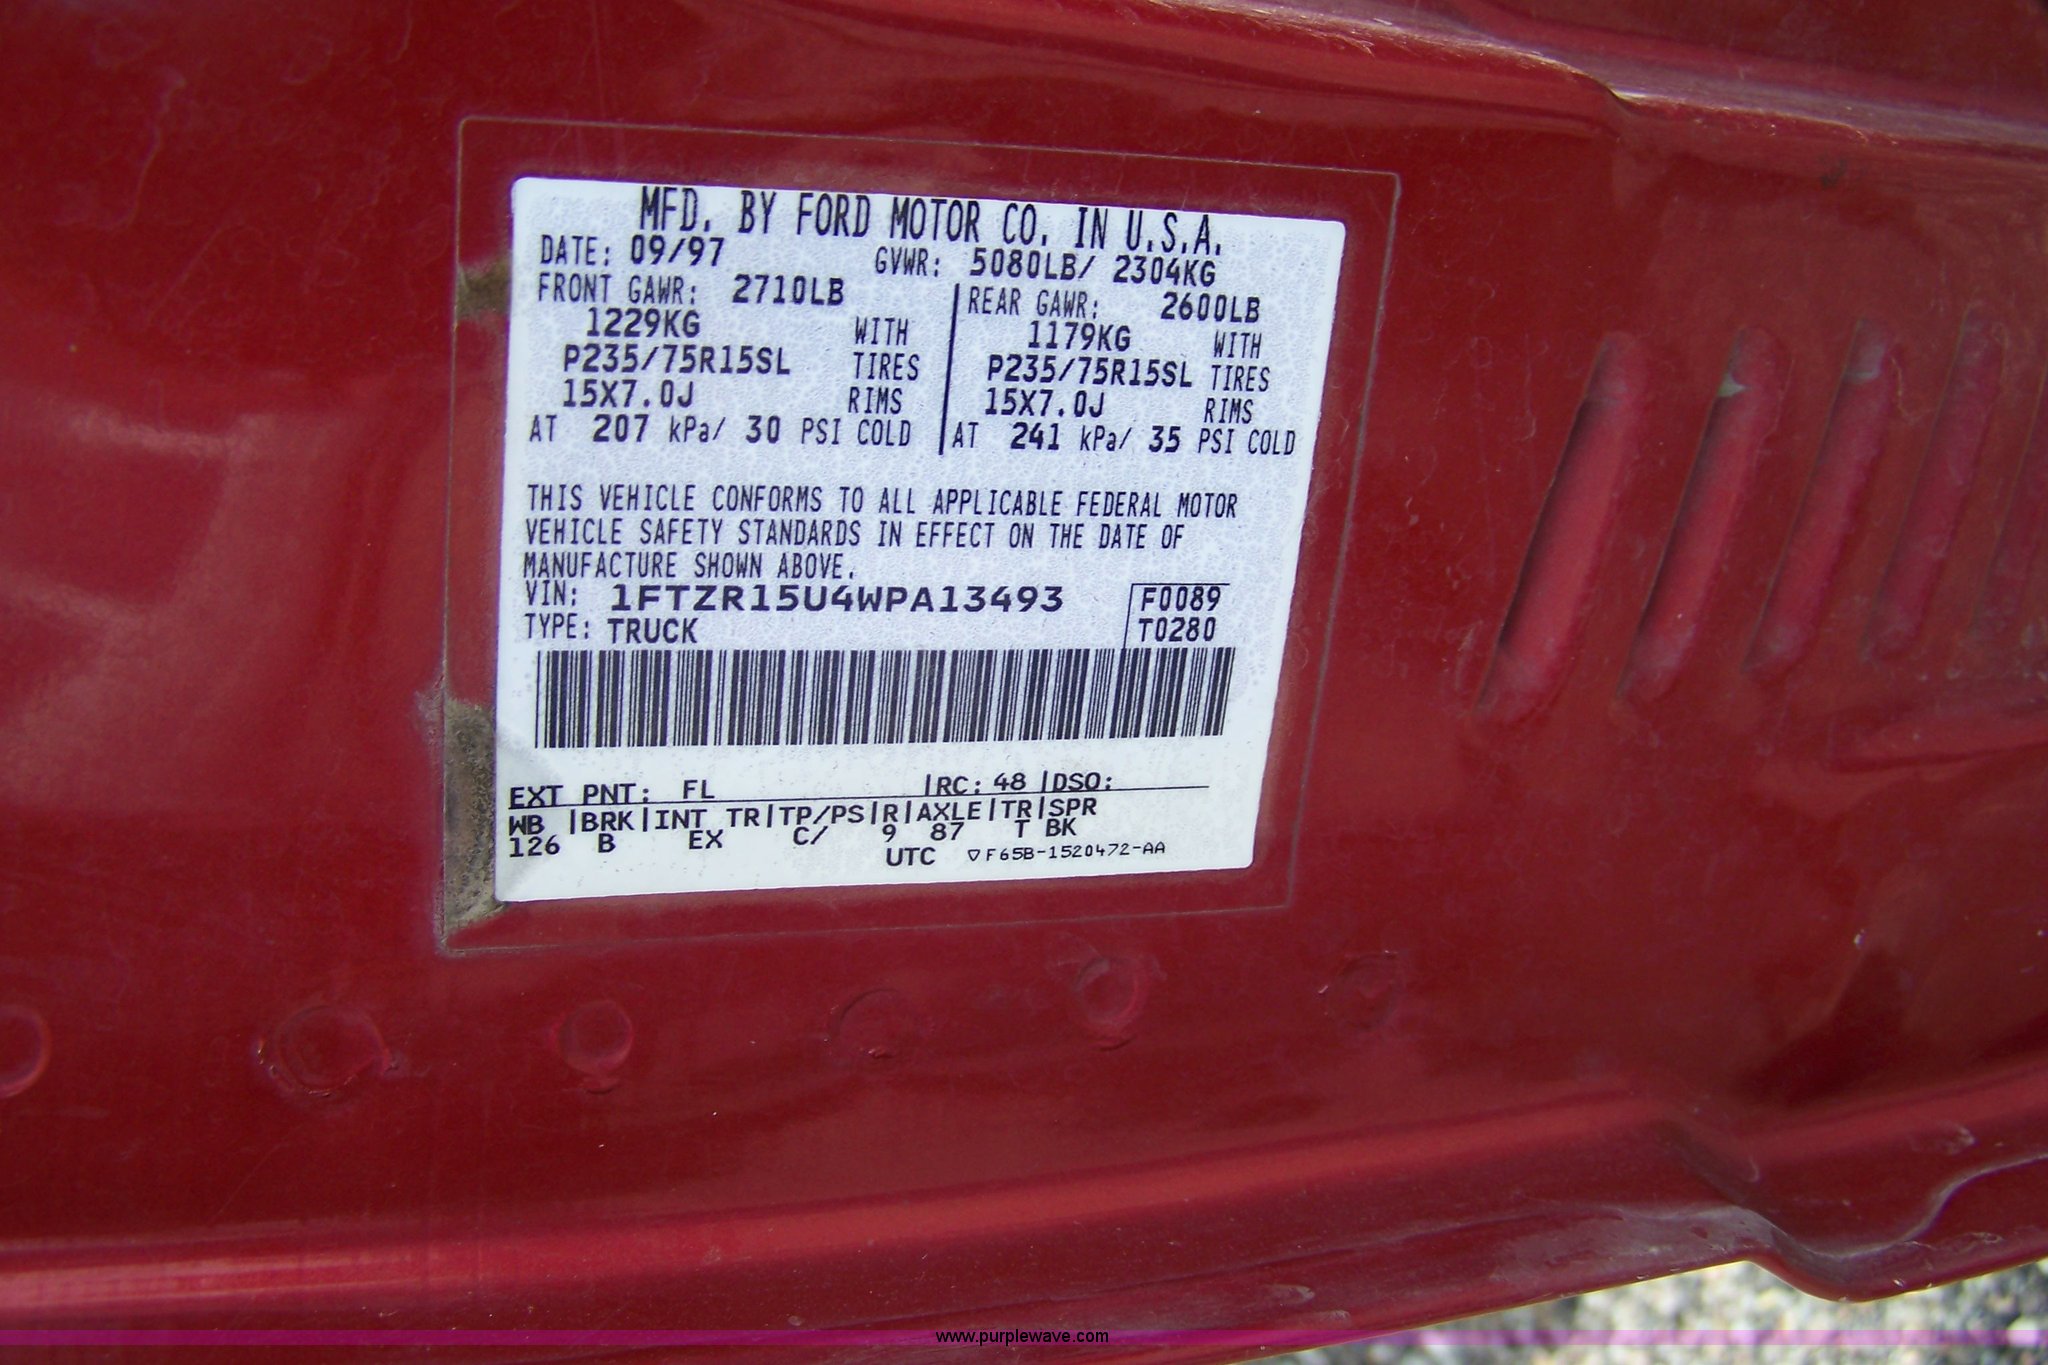 MFD. BY FORD MOTOR CO. IN U.S.A.
DATE: 09/97 GVWR: 5080LB/ 2304KG
FRONT GAWR: 2710LB REAR GAWR: 2600LB
1229KG WITH 1179KG WITH
P235/75R15SL TIRES P235/75R15SL TIRES
15X7.0J RIMS 15X7.0J RIMS
AT 207 kPa/ 30 PSI COLD AT 241 kPa/ 35 PSI COLD
THIS VEHICLE CONFORMS TO ALL APPLICABLE FEDERAL MOTOR
VEHICLE SAFETY STANDARDS IN EFFECT ON THE DATE OF
MANUFACTURE SHOWN ABOVE.
VIN: 1FTZR15U4WPA13493 F0089
TYPE: TRUCK T0280
EXT PNT: FL |RC: 48 |DSO:
WB |BRK|INT TR|TP/PS|R|AXLE|TR|SPR
126 B EX C/ 9 87 T BK
UTC ▽F65B-1520472-AA
www.purplewave.com